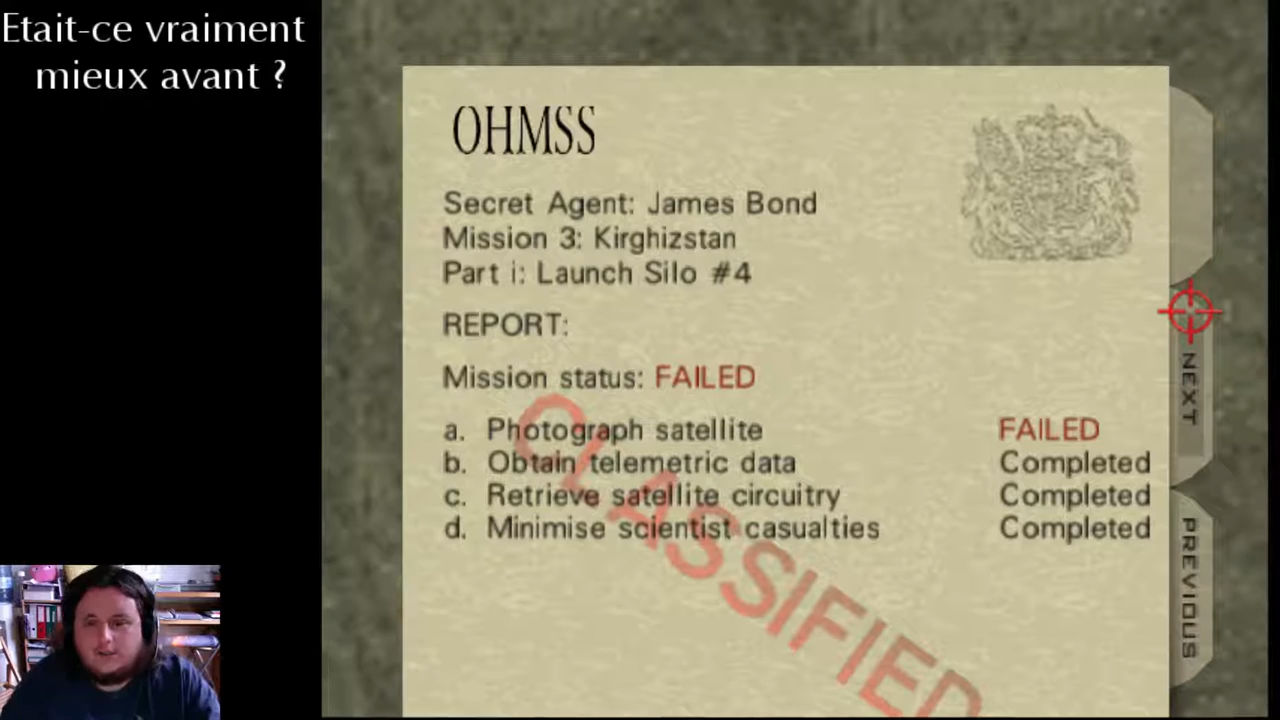 Etait-ce vraiment
mieux avant ?
OHMSS
Secret Agent: James Bond
Mission 3: Kirghizstan
Part i: Launch Silo #4
REPORT:
Mission status: FAILED
a. Photograph satellite FAILED
b. Obtain telemetric data Completed
c. Retrieve satellite circuitry Completed
d. Minimise scientist casualties Completed
CLASSIFIED
NEXT
PREVIOUS